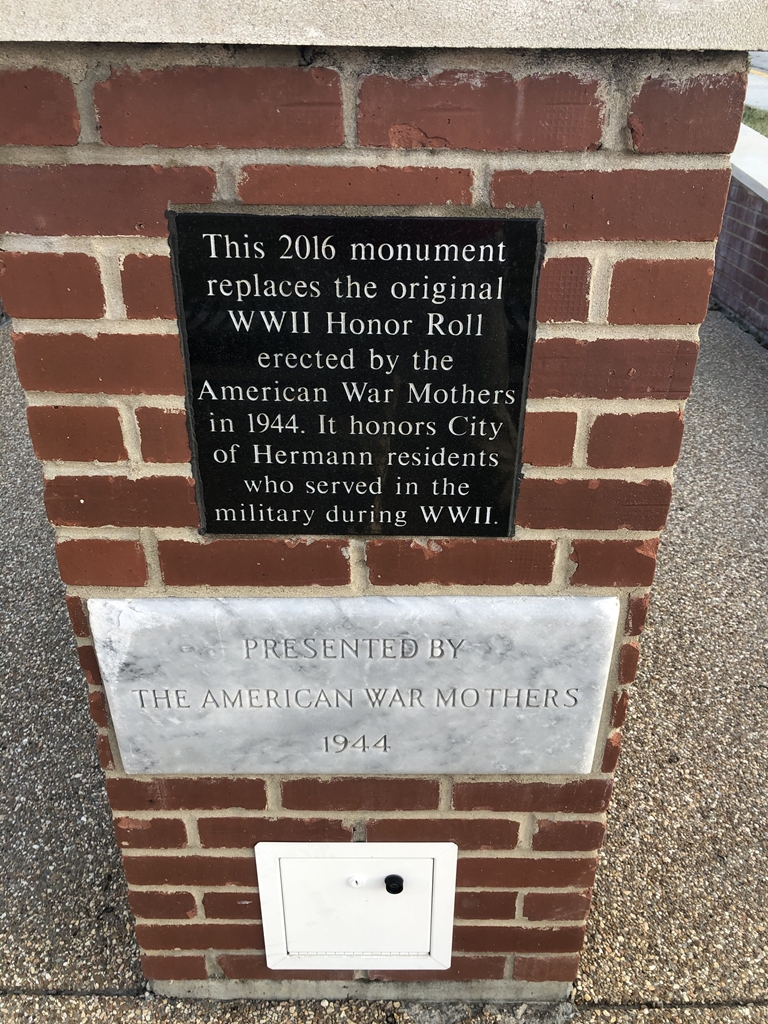 This 2016 monument
replaces the original
WWII Honor Roll
erected by the
American War Mothers
in 1944. It honors City
of Hermann residents
who served in the
military during WWII.
PRESENTED BY
THE AMERICAN WAR MOTHERS
1944